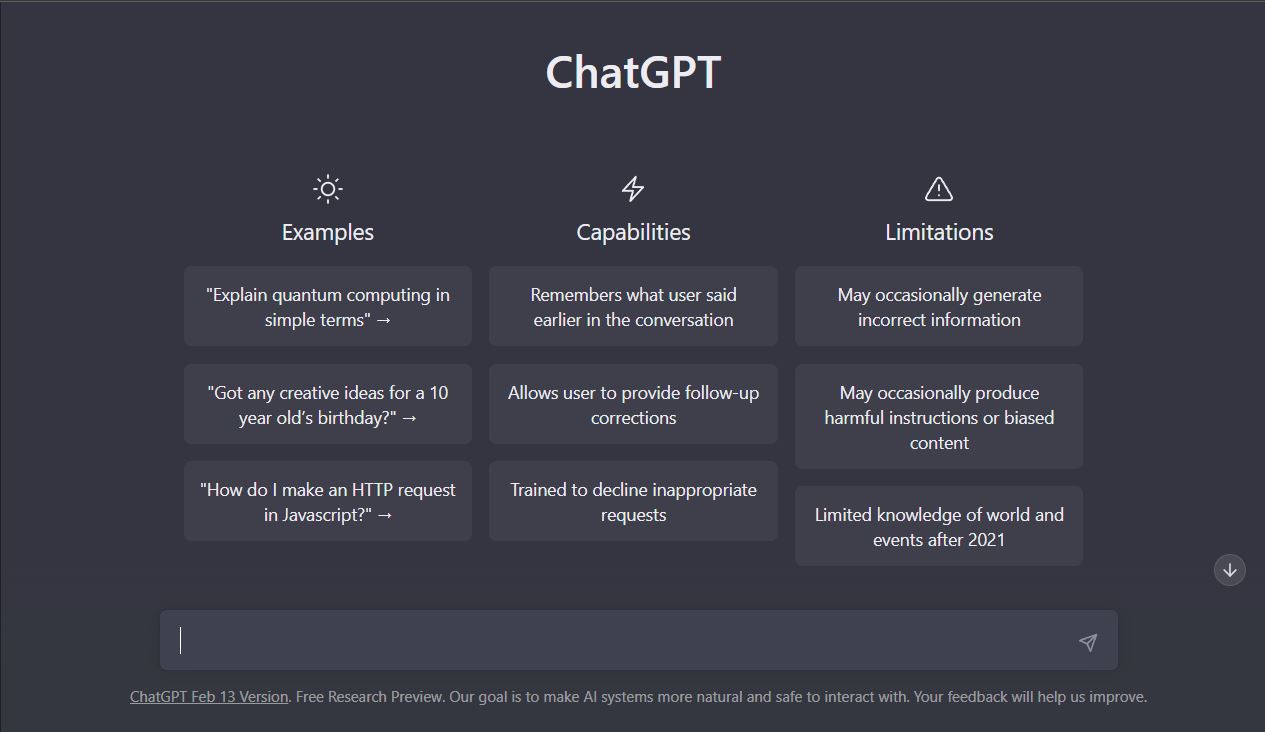 ChatGPT
Examples
"Explain quantum computing in
simple terms" →
"Got any creative ideas for a 10
year old’s birthday?" →
"How do I make an HTTP request
in Javascript?" →
Capabilities
Remembers what user said
earlier in the conversation
Allows user to provide follow-up
corrections
Trained to decline inappropriate
requests
Limitations
May occasionally generate
incorrect information
May occasionally produce
harmful instructions or biased
content
Limited knowledge of world and
events after 2021
ChatGPT Feb 13 Version. Free Research Preview. Our goal is to make AI systems more natural and safe to interact with. Your feedback will help us improve.